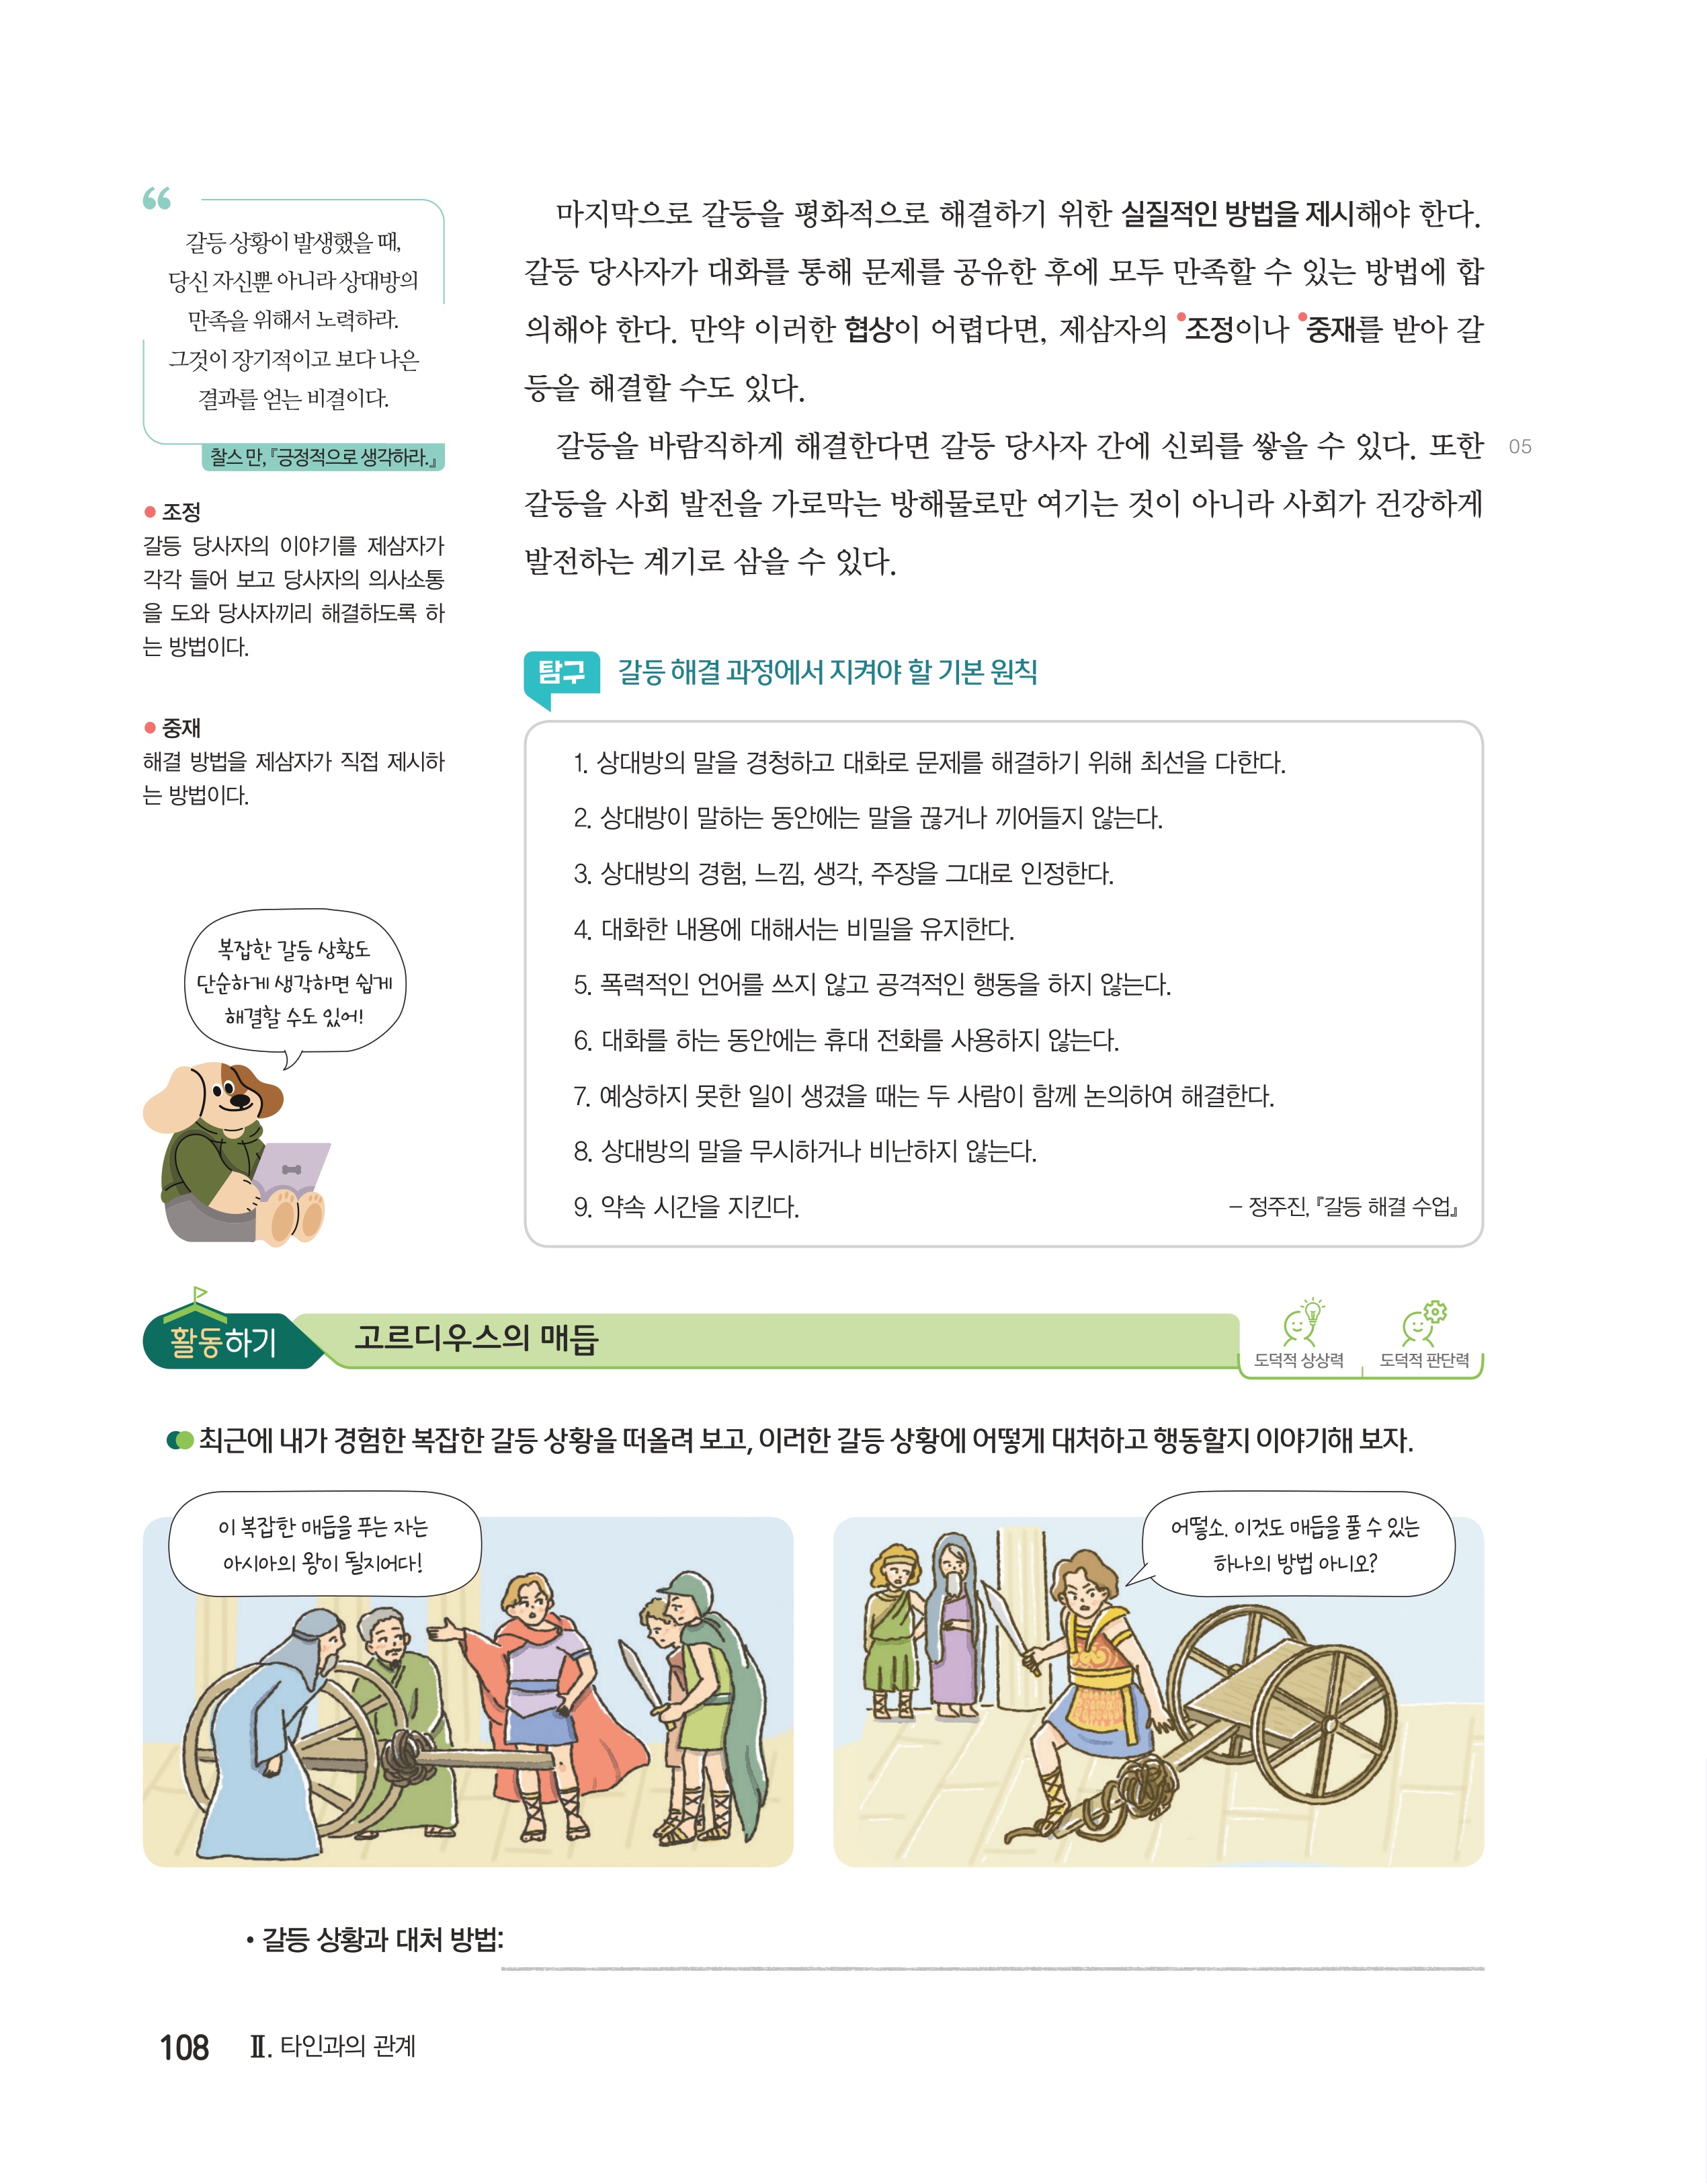 “
갈등 상황이 발생했을 때,
당신 자신뿐 아니라 상대방의
만족을 위해서 노력하라.
그것이 장기적이고 보다 나은
결과를 얻는 비결이다.
찰스 만, 『긍정적으로 생각하라.』
● 조정
갈등 당사자의 이야기를 제삼자가
각각 들어 보고 당사자의 의사소통
을 도와 당사자끼리 해결하도록 하
는 방법이다.
● 중재
해결 방법을 제삼자가 직접 제시하
는 방법이다.
마지막으로 갈등을 평화적으로 해결하기 위한 실질적인 방법을 제시해야 한다.
갈등 당사자가 대화를 통해 문제를 공유한 후에 모두 만족할 수 있는 방법에 합
의해야 한다. 만약 이러한 협상이 어렵다면, 제삼자의 •조정이나 •중재를 받아 갈
등을 해결할 수도 있다.
갈등을 바람직하게 해결한다면 갈등 당사자 간에 신뢰를 쌓을 수 있다. 또한 05
갈등을 사회 발전을 가로막는 방해물로만 여기는 것이 아니라 사회가 건강하게
발전하는 계기로 삼을 수 있다.
탐구 갈등 해결 과정에서 지켜야 할 기본 원칙
1. 상대방의 말을 경청하고 대화로 문제를 해결하기 위해 최선을 다한다.
2. 상대방이 말하는 동안에는 말을 끊거나 끼어들지 않는다.
3. 상대방의 경험, 느낌, 생각, 주장을 그대로 인정한다.
4. 대화한 내용에 대해서는 비밀을 유지한다.
5. 폭력적인 언어를 쓰지 않고 공격적인 행동을 하지 않는다.
6. 대화를 하는 동안에는 휴대 전화를 사용하지 않는다.
7. 예상하지 못한 일이 생겼을 때는 두 사람이 함께 논의하여 해결한다.
8. 상대방의 말을 무시하거나 비난하지 않는다.
9. 약속 시간을 지킨다. – 정주진, 『갈등 해결 수업』
복잡한 갈등 상황도
단순하게 생각하면 쉽게
해결할 수도 있어!
활동하기 고르디우스의 매듭
도덕적 상상력 도덕적 판단력
최근에 내가 경험한 복잡한 갈등 상황을 떠올려 보고, 이러한 갈등 상황에 어떻게 대처하고 행동할지 이야기해 보자.
이 복잡한 매듭을 푸는 자는
아시아의 왕이 될지어다!
어떻소. 이것도 매듭을 풀 수 있는
하나의 방법 아니오?
• 갈등 상황과 대처 방법:
108 Ⅱ. 타인과의 관계